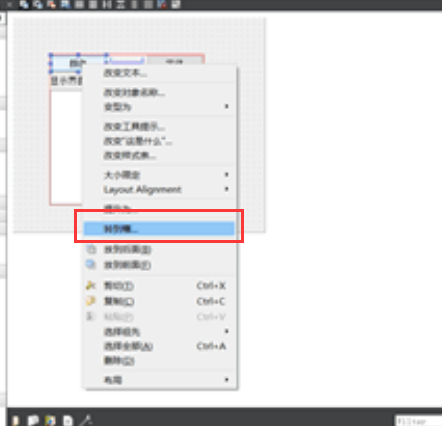 显示界面
改变文本...
改变对象名称...
变型为
改变工具提示...
改变"这是什么"...
改变样式表...
大小限定
Layout Alignment
提升为...
转到槽...
放到后面(B)
放到前面(F)
剪切(T) Ctrl+X
复制(C) Ctrl+C
粘贴(P) Ctrl+V
选择祖先
选择全部(A) Ctrl+A
删除(D)
布局
Filter